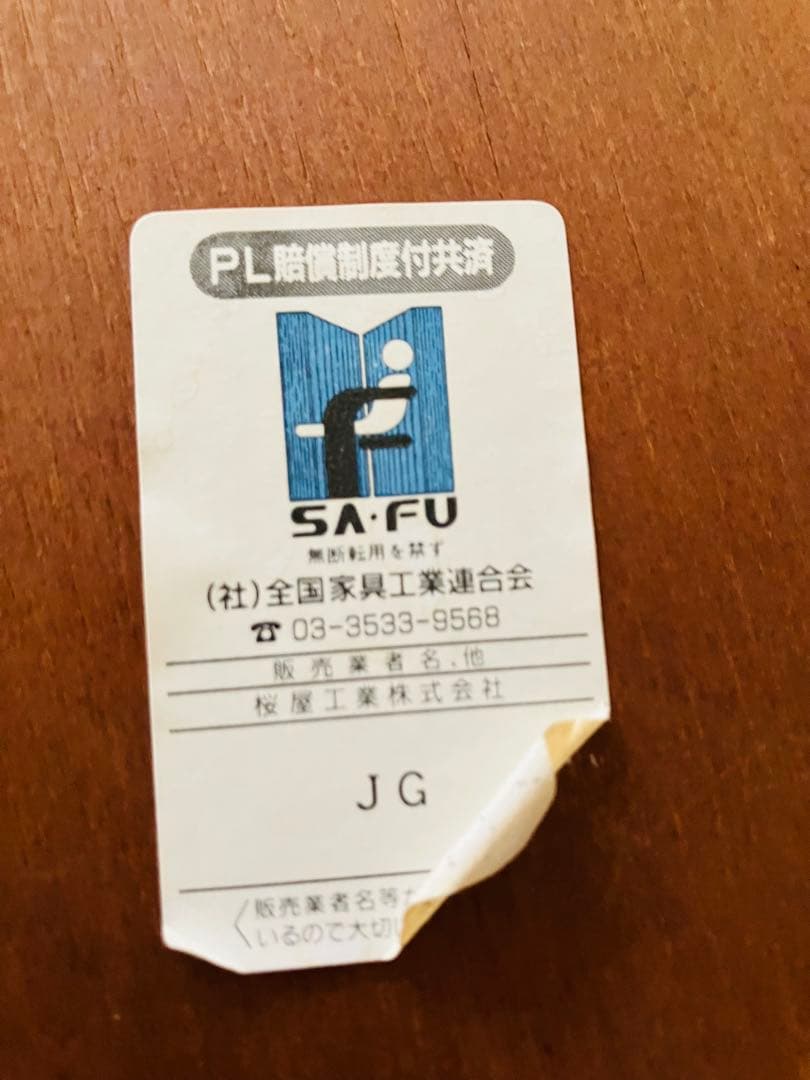 PL賠償制度付共済
SA・FU
無断転用を禁ず
(社)全国家具工業連合会
☎ 03-3533-9568
販売業者名、他
桜屋工業株式会社
JG
〈販売業者名等
いるので大切